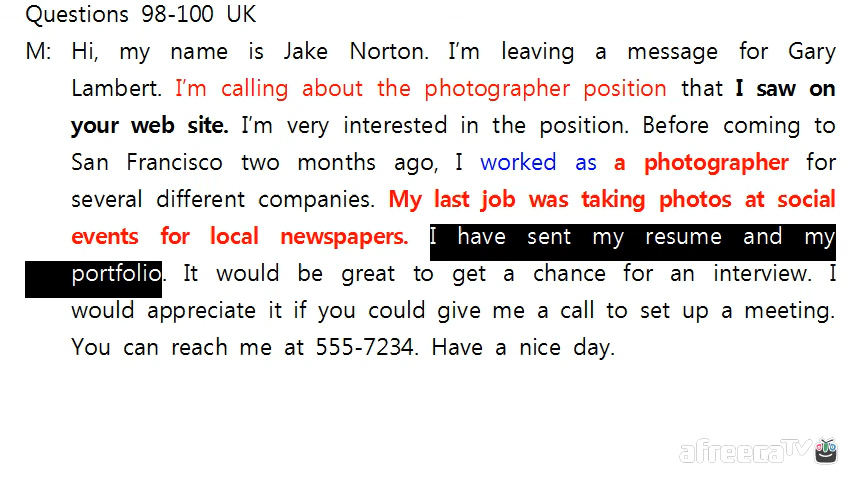 Questions 98-100 UK
M: Hi, my name is Jake Norton. I'm leaving a message for Gary
Lambert. I'm calling about the photographer position that I saw on
your web site. I'm very interested in the position. Before coming to
San Francisco two months ago, I worked as a photographer for
several different companies. My last job was taking photos at social
events for local newspapers. I have sent my resume and my
portfolio. It would be great to get a chance for an interview. I
would appreciate it if you could give me a call to set up a meeting.
You can reach me at 555-7234. Have a nice day.
afreecaTV